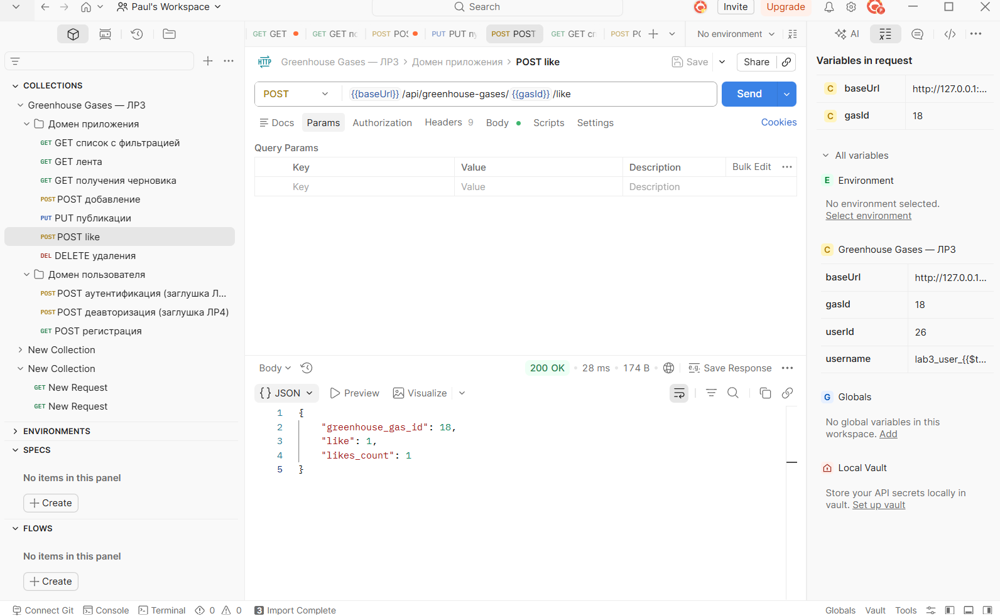 Paul's Workspace
Search
Invite
Upgrade
COLLECTIONS
Greenhouse Gases — ЛР3
Домен приложения
GET GET список с фильтрацией
GET GET лента
GET GET получения черновика
POST POST добавление
PUT PUT публикации
POST POST like
DEL DELETE удаления
Домен пользователя
POST POST аутентификация (заглушка Л...
POST POST деавторизация (заглушка ЛР4)
GET POST регистрация
New Collection
New Collection
GET New Request
GET New Request
ENVIRONMENTS
SPECS
No items in this panel
Create
FLOWS
No items in this panel
Create
GET GET
GET GET
POST
PUT PUT
POST POST
GET GET
POST
No environment
HTTP Greenhouse Gases — ЛР3 > Домен приложения > POST like
Save
Share
POST
{{baseUrl}} /api/greenhouse-gases/ {{gasId}} /like
Send
Docs
Params
Authorization
Headers 9
Body
Scripts
Settings
Cookies
Query Params
Key Value Description Bulk Edit
Key Value Description
Body
200 OK
28 ms
174 B
e.g. Save Response
{} JSON
Preview
Visualize
1 {
2 "greenhouse_gas_id": 18,
3 "like": 1,
4 "likes_count": 1
5 }
AI
Variables in request
C baseUrl http://127.0.0.1:...
C gasId 18
All variables
E Environment
No environment selected.
Select environment
C Greenhouse Gases — ЛР3
baseUrl http://127.0.0.1...
gasId 18
userId 26
username lab3_user_{{$t...
G Globals
No global variables in this
workspace. Add
Local Vault
Store your API secrets locally in
vault. Set up vault
Connect Git
Console
Terminal
0
0
3 Import Complete
Globals
Vault
Tools